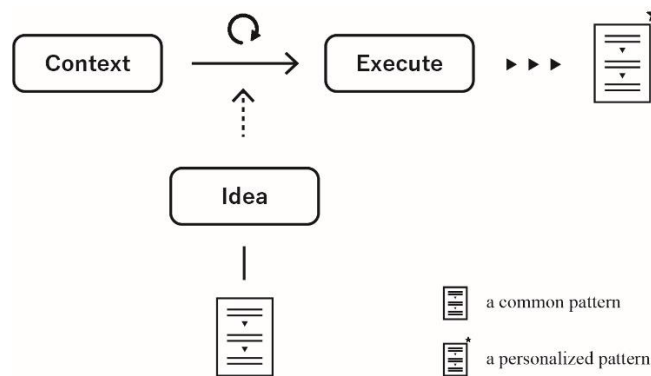 Context
Execute
Idea
a common pattern
a personalized pattern